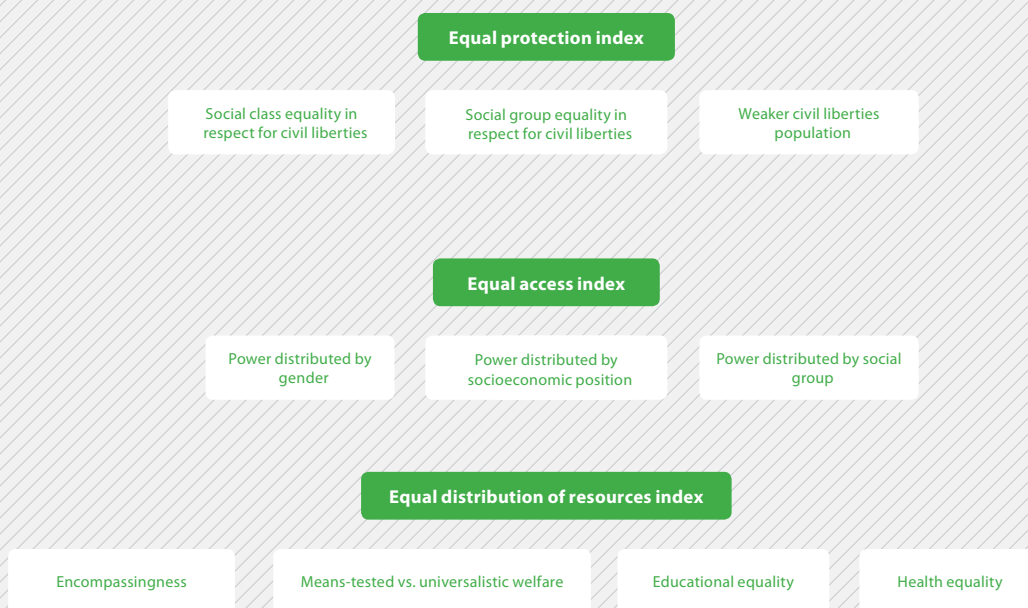 Equal protection index
Social class equality in
respect for civil liberties
Social group equality in
respect for civil liberties
Weaker civil liberties
population
Equal access index
Power distributed by
gender
Power distributed by
socioeconomic position
Power distributed by social
group
Equal distribution of resources index
Encompassingness
Means-tested vs. universalistic welfare
Educational equality
Health equality